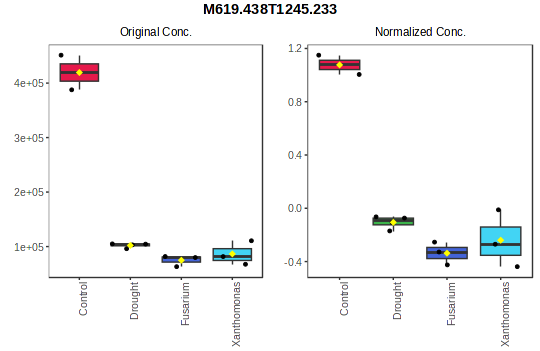 M619.438T1245.233
Original Conc.
Normalized Conc.
4e+05
3e+05
2e+05
1e+05
1.2
0.8
0.4
0.0
-0.4
Control
Drought
Fusarium
Xanthomonas
Control
Drought
Fusarium
Xanthomonas